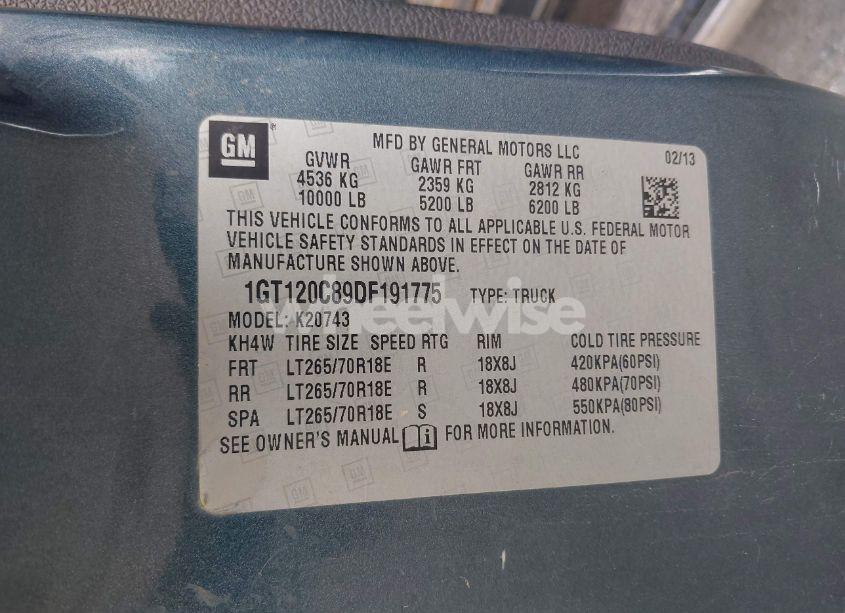 GM
MFD BY GENERAL MOTORS LLC
02/13
GVWR GAWR FRT GAWR RR
4536 KG 2359 KG 2812 KG
10000 LB 5200 LB 6200 LB
THIS VEHICLE CONFORMS TO ALL APPLICABLE U.S. FEDERAL MOTOR
VEHICLE SAFETY STANDARDS IN EFFECT ON THE DATE OF
MANUFACTURE SHOWN ABOVE.
1GT120C89DF191775 TYPE: TRUCK
wheelwise
MODEL: K20743
KH4W TIRE SIZE SPEED RTG RIM COLD TIRE PRESSURE
FRT LT265/70R18E R 18X8J 420KPA(60PSI)
RR LT265/70R18E R 18X8J 480KPA(70PSI)
SPA LT265/70R18E S 18X8J 550KPA(80PSI)
SEE OWNER'S MANUAL FOR MORE INFORMATION.